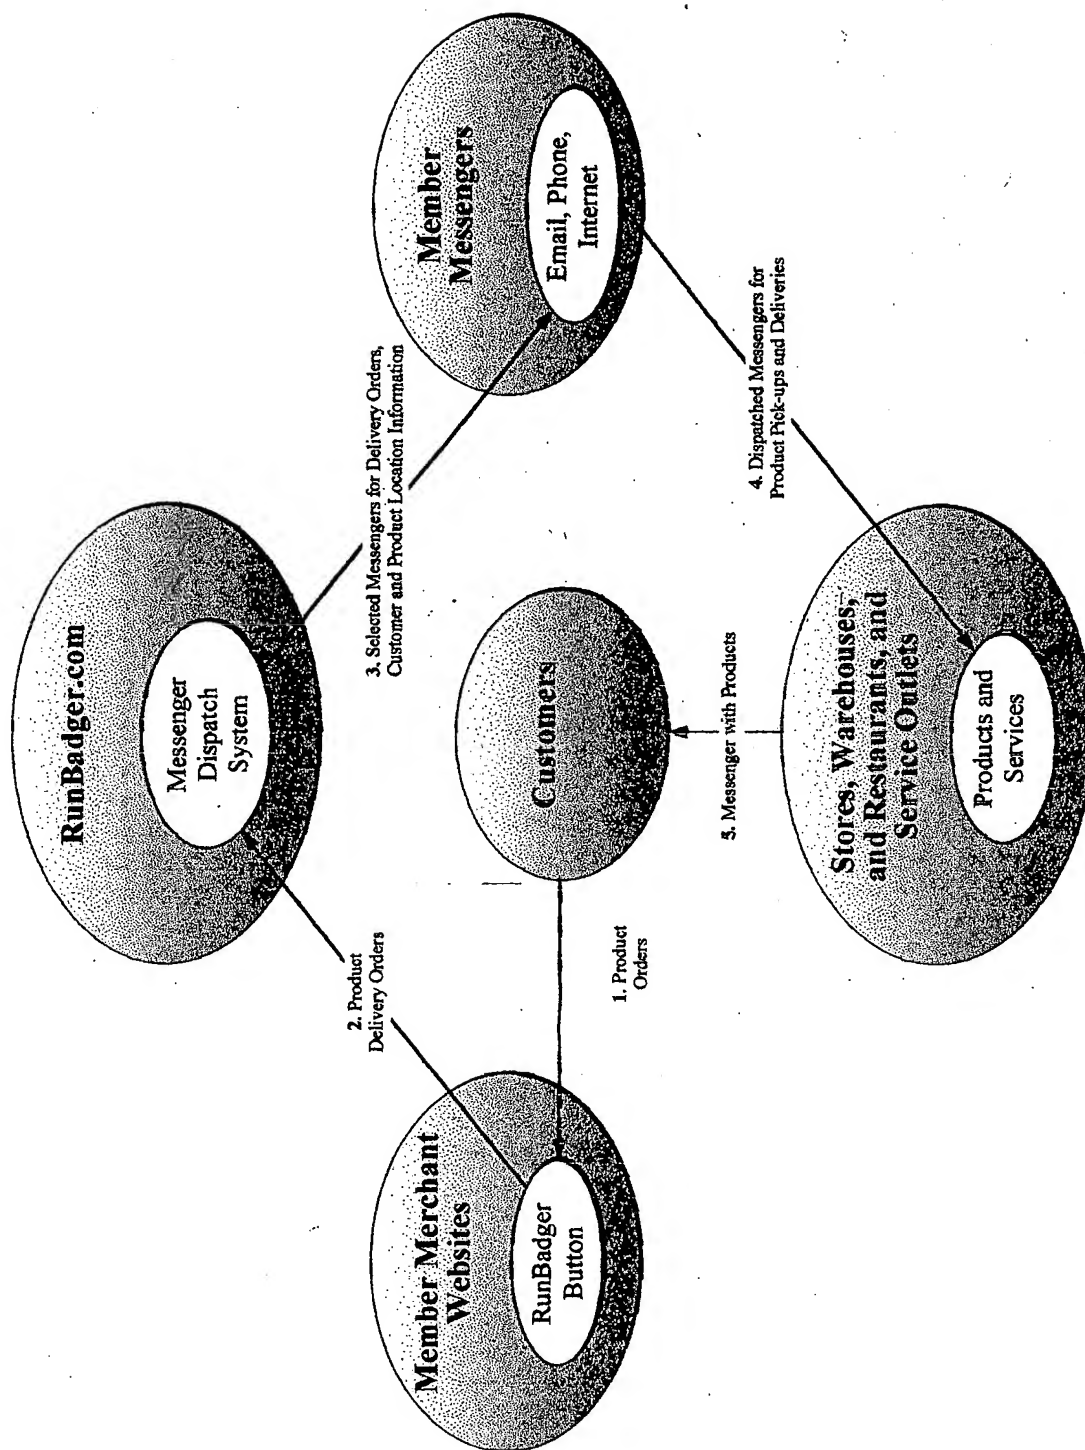 RunBadger.com
Messenger
Dispatch
System
2. Product
Delivery Orders
3. Selected Messengers for Delivery Orders,
Customer and Product Location Information
Member Merchant
Websites
RunBadger
Button
Customers
Member
Messengers
Email, Phone,
Internet
1. Product
Orders
5. Messenger with Products
4. Dispatched Messengers for
Product Pick-ups and Deliveries
Stores, Warehouses,
and Restaurants, and
Service Outlets
Products and
Services